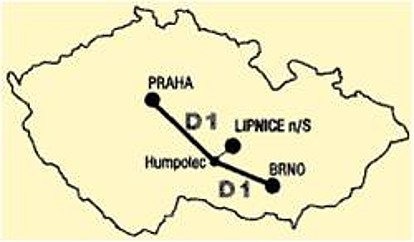 PRAHA
D1
LIPNICE n/S
Humpolec
BRNO
D1